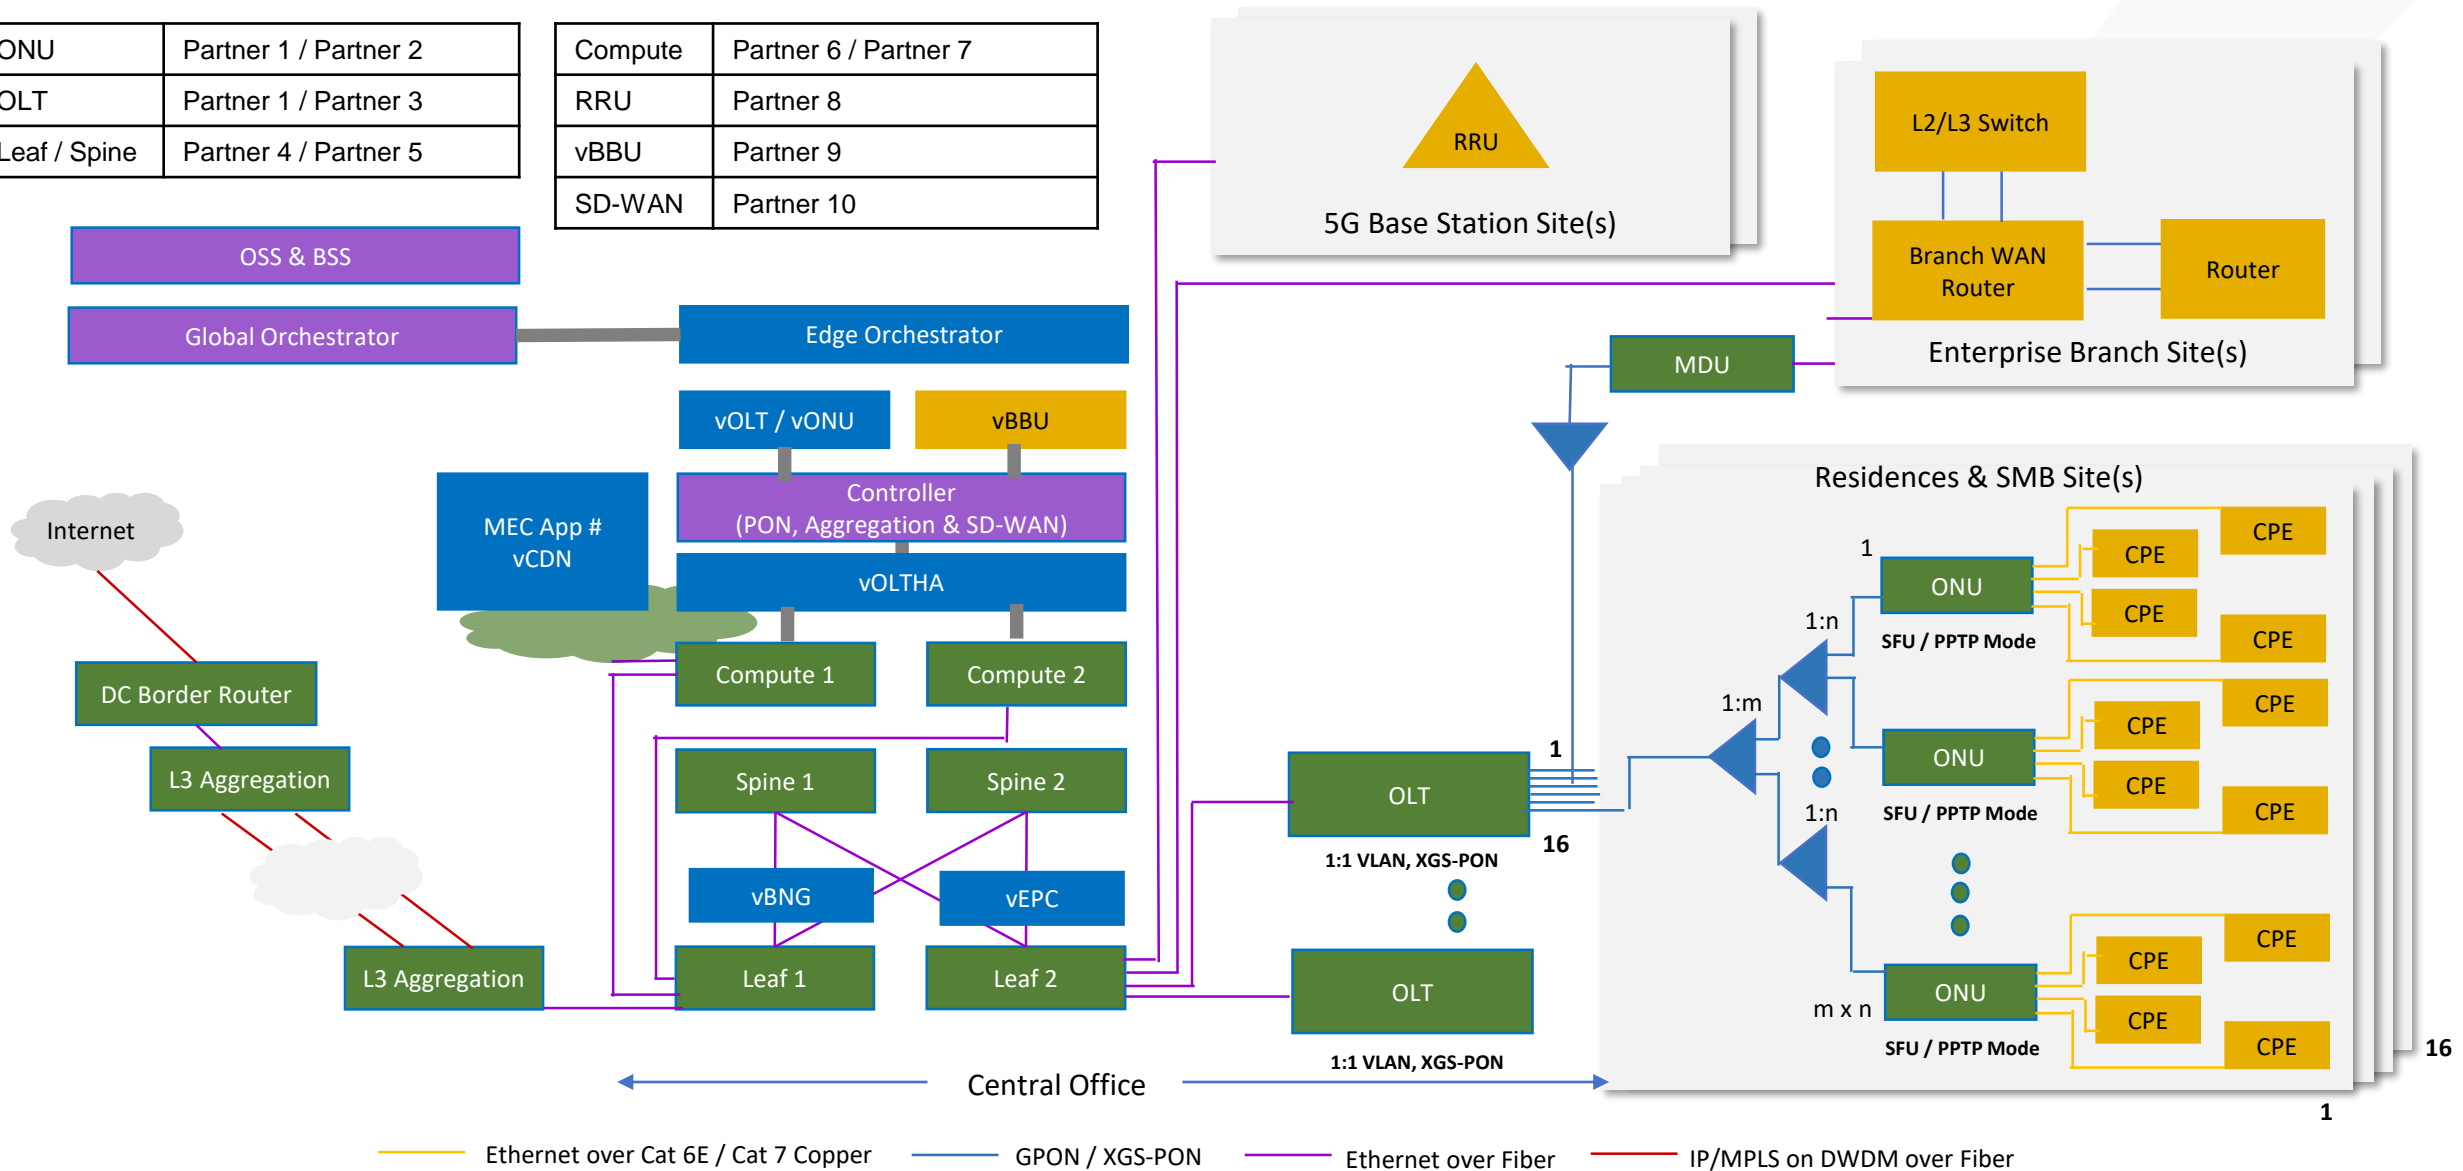 ONU Partner 1 / Partner 2
OLT Partner 1 / Partner 3
Leaf / Spine Partner 4 / Partner 5
Compute Partner 6 / Partner 7
RRU Partner 8
vBBU Partner 9
SD-WAN Partner 10
RRU
5G Base Station Site(s)
L2/L3 Switch
Branch WAN
Router
Router
Enterprise Branch Site(s)
OSS & BSS
Global Orchestrator
Edge Orchestrator
MDU
vOLT / vONU
vBBU
Controller
(PON, Aggregation & SD-WAN)
MEC App #
vCDN
vOLTHA
Internet
Compute 1
Compute 2
DC Border Router
L3 Aggregation
Spine 1
Spine 2
vBNG
vEPC
L3 Aggregation
Leaf 1
Leaf 2
OLT
1
16
1:1 VLAN, XGS-PON
OLT
1:1 VLAN, XGS-PON
Central Office
Residences & SMB Site(s)
1:m
1:n
1:n
1
ONU
SFU / PPTP Mode
CPE
CPE
CPE
CPE
ONU
SFU / PPTP Mode
CPE
CPE
CPE
CPE
m x n
ONU
SFU / PPTP Mode
CPE
CPE
CPE
CPE
16
1
Ethernet over Cat 6E / Cat 7 Copper
GPON / XGS-PON
Ethernet over Fiber
IP/MPLS on DWDM over Fiber